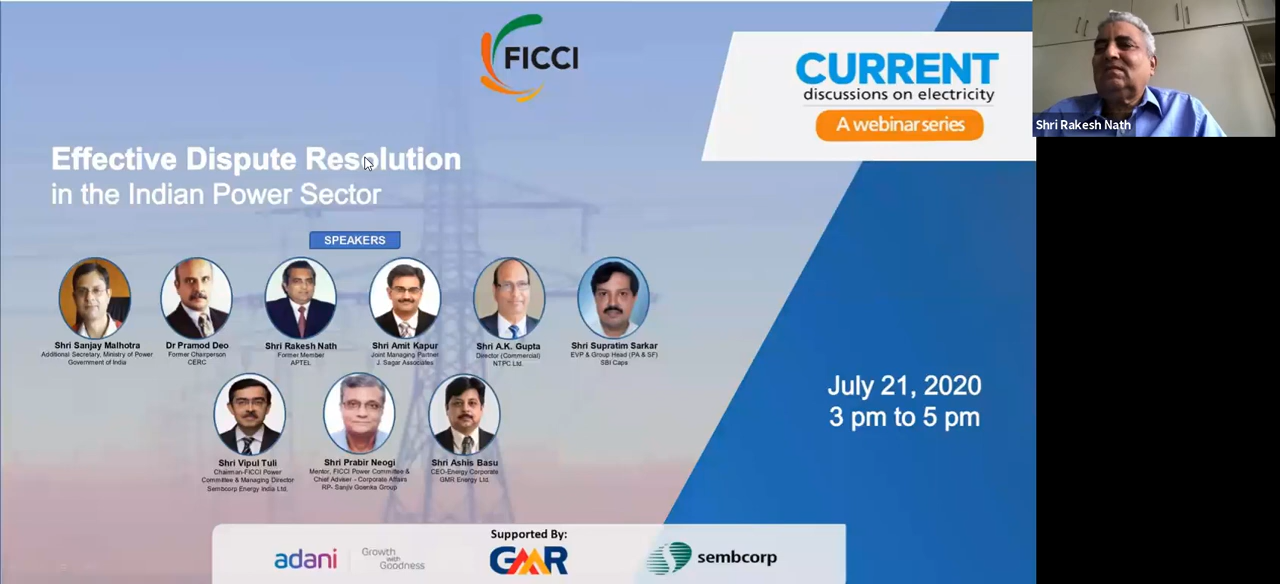 FICCI
CURRENT
discussions on electricity
A webinar series
Shri Rakesh Nath
Effective Dispute Resolution
in the Indian Power Sector
SPEAKERS
Shri Sanjay Malhotra
Additional Secretary, Ministry of Power
Government of India
Dr Pramod Deo
Former Chairperson
CERC
Shri Rakesh Nath
Former Member
APTEL
Shri Amit Kapur
Joint Managing Partner
J. Sagar Associates
Shri A.K. Gupta
Director (Commercial)
NTPC Ltd.
Shri Supratim Sarkar
EVP & Group Head (PA & SF)
SBI Caps
July 21, 2020
3 pm to 5 pm
Shri Vipul Tuli
Chairman-FICCI Power
Committee & Managing Director
Sembcorp Energy India Ltd.
Shri Prabir Neogi
Mentor, FICCI Power Committee &
Chief Adviser - Corporate Affairs
RP- Sanjiv Goenka Group
Shri Ashis Basu
CEO-Energy Corporate
GMR Energy Ltd.
Supported By:
adani
Growth
with
Goodness
GMR
sembcorp